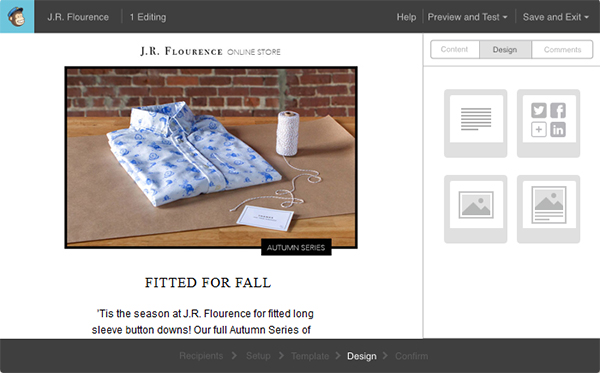 J.R. Flourence
1 Editing
Help
Preview and Test
Save and Exit
J.R. FLOURENCE ONLINE STORE
Content
Design
Comments
AUTUMN SERIES
FITTED FOR FALL
'Tis the season at J.R. Flourence for fitted long
sleeve button downs! Our full Autumn Series of
Recipients
Setup
Template
Design
Confirm